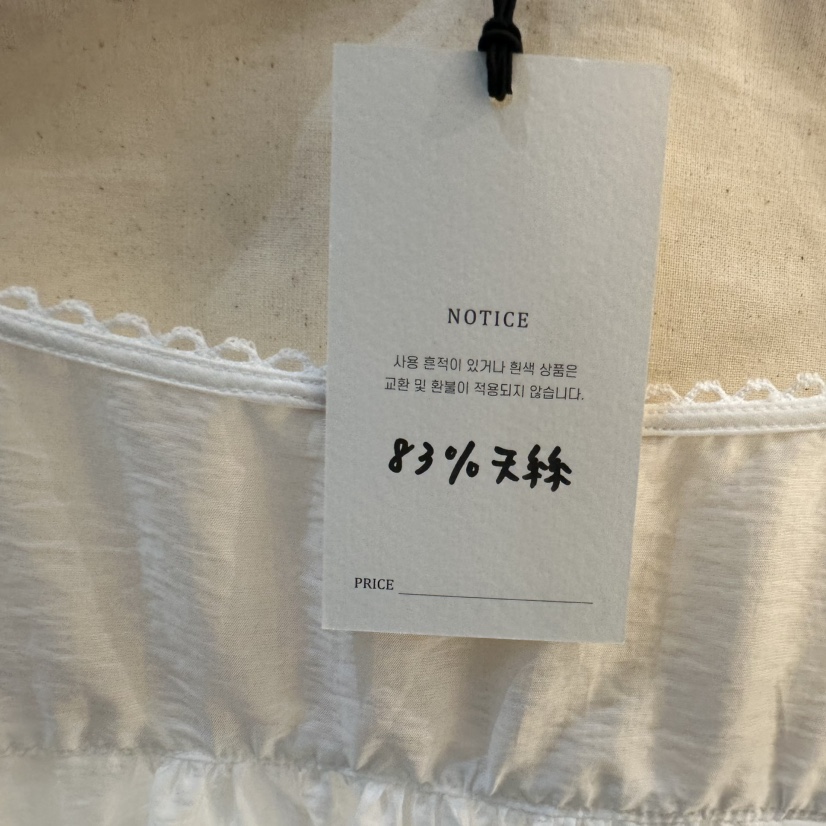 NOTICE
사용 흔적이 있거나 흰색 상품은
교환 및 환불이 적용되지 않습니다.
83% 天絲
PRICE